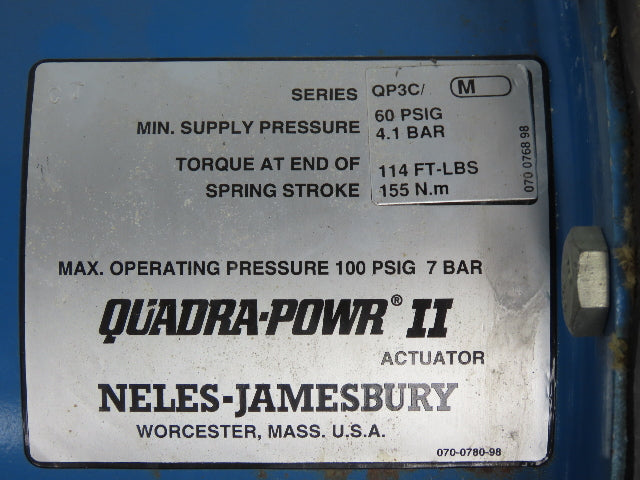 SERIES QP3C/ M
MIN. SUPPLY PRESSURE 60 PSIG
4.1 BAR
TORQUE AT END OF 114 FT-LBS
SPRING STROKE 155 N.m
070 0768 98
MAX. OPERATING PRESSURE 100 PSIG 7 BAR
QUADRA-POWR® II
ACTUATOR
NELES-JAMESBURY
WORCESTER, MASS. U.S.A.
070-0780-98